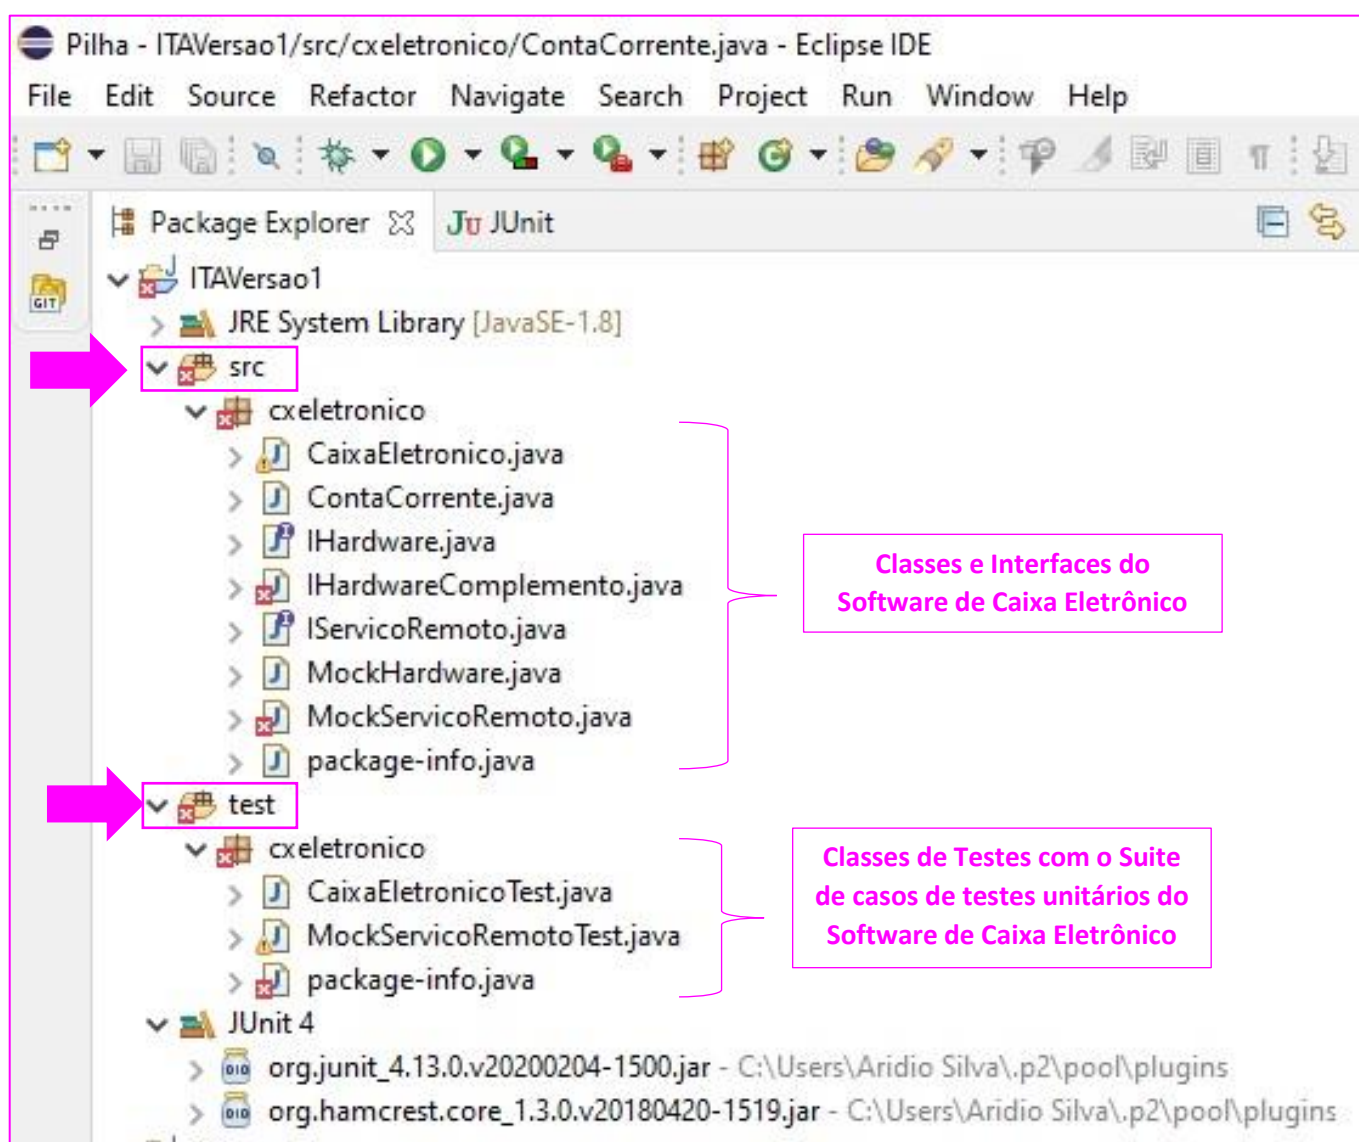 Pilha - ITAVersao1/src/cxeletronico/ContaCorrente.java - Eclipse IDE
File Edit Source Refactor Navigate Search Project Run Window Help
Package Explorer JU JUnit
GIT
ITAVersao1
JRE System Library [JavaSE-1.8]
src
cxeletronico
CaixaEletronico.java
ContaCorrente.java
IHardware.java
IHardwareComplemento.java
IServicoRemoto.java
MockHardware.java
MockServicoRemoto.java
package-info.java
Classes e Interfaces do
Software de Caixa Eletrônico
test
cxeletronico
CaixaEletronicoTest.java
MockServicoRemotoTest.java
package-info.java
Classes de Testes com o Suite
de casos de testes unitários do
Software de Caixa Eletrônico
JUnit 4
org.junit_4.13.0.v20200204-1500.jar - C:\Users\Aridio Silva\.p2\pool\plugins
org.hamcrest.core_1.3.0.v20180420-1519.jar - C:\Users\Aridio Silva\.p2\pool\plugins